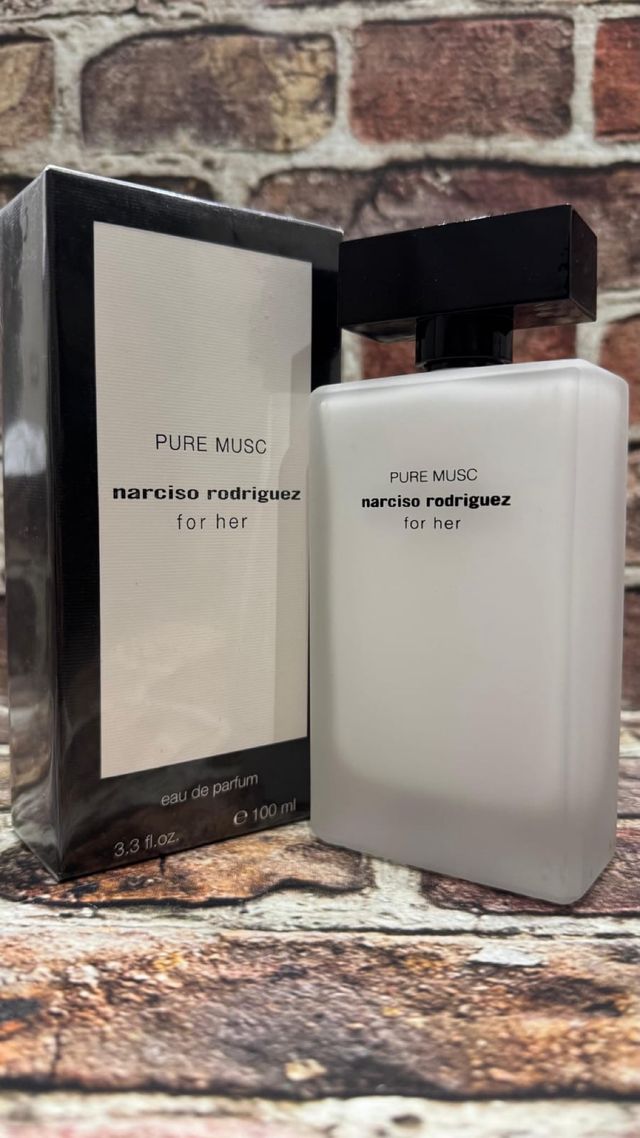 PURE MUSC
narciso rodriguez
for her
eau de parfum
3.3 fl.oz.
℮ 100 ml
PURE MUSC
narciso rodriguez
for her